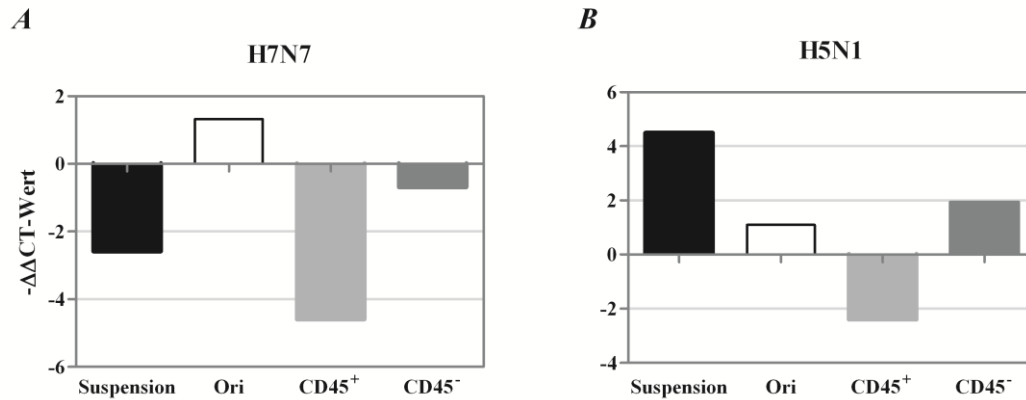 A
H7N7
-ΔΔCT-Wert
2
0
-2
-4
-6
Suspension Ori CD45⁺ CD45⁻
B
H5N1
6
4
2
0
-2
-4
Suspension Ori CD45⁺ CD45⁻